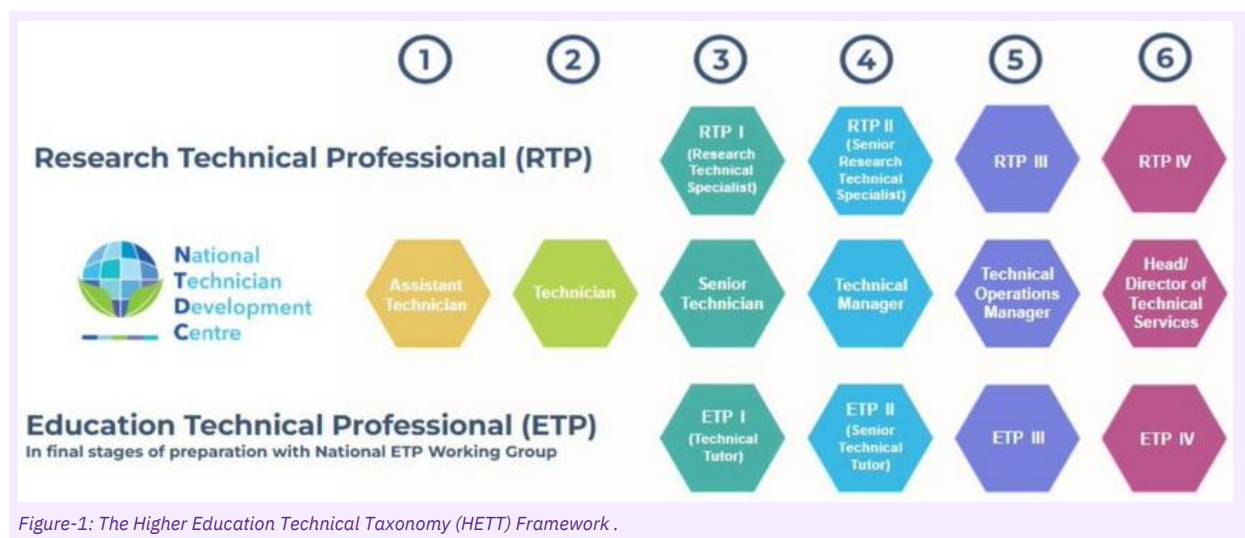 1 2 3 4 5 6
Research Technical Professional (RTP)
RTP I
(Research
Technical
Specialist)
RTP II
(Senior
Research
Technical
Specialist)
RTP III
RTP IV
National
Technician
Development
Centre
Assistant
Technician
Technician
Senior
Technician
Technical
Manager
Technical
Operations
Manager
Head/
Director of
Technical
Services
Education Technical Professional (ETP)
In final stages of preparation with National ETP Working Group
ETP I
(Technical
Tutor)
ETP II
(Senior
Technical
Tutor)
ETP III
ETP IV
Figure-1: The Higher Education Technical Taxonomy (HETT) Framework .